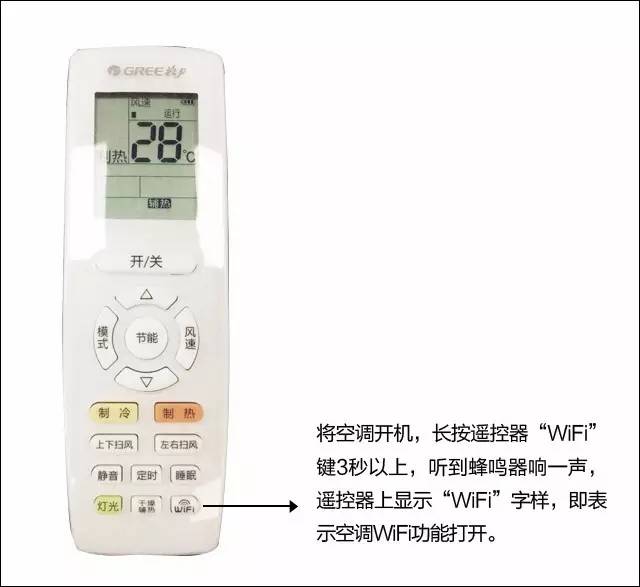 GREE格力
风速
运行
制热 28℃
辅热
开/关
模式 节能 风速
制冷 制热
上下扫风 左右扫风
静音 定时 睡眠
灯光 干燥辅热 WiFi
将空调开机，长按遥控器“WiFi”
键3秒以上，听到蜂鸣器响一声，
遥控器上显示“WiFi”字样，即表
示空调WiFi功能打开。